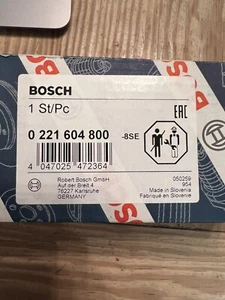 BOSCH
1 St/Pc
0 221 604 800
-8SE
EAC
4 047025 472364
Robert Bosch GmbH
Auf der Breit 4
76227 Karlsruhe
GERMANY
050259
954
Made in Slovenia
Fabriqué en Slovénie